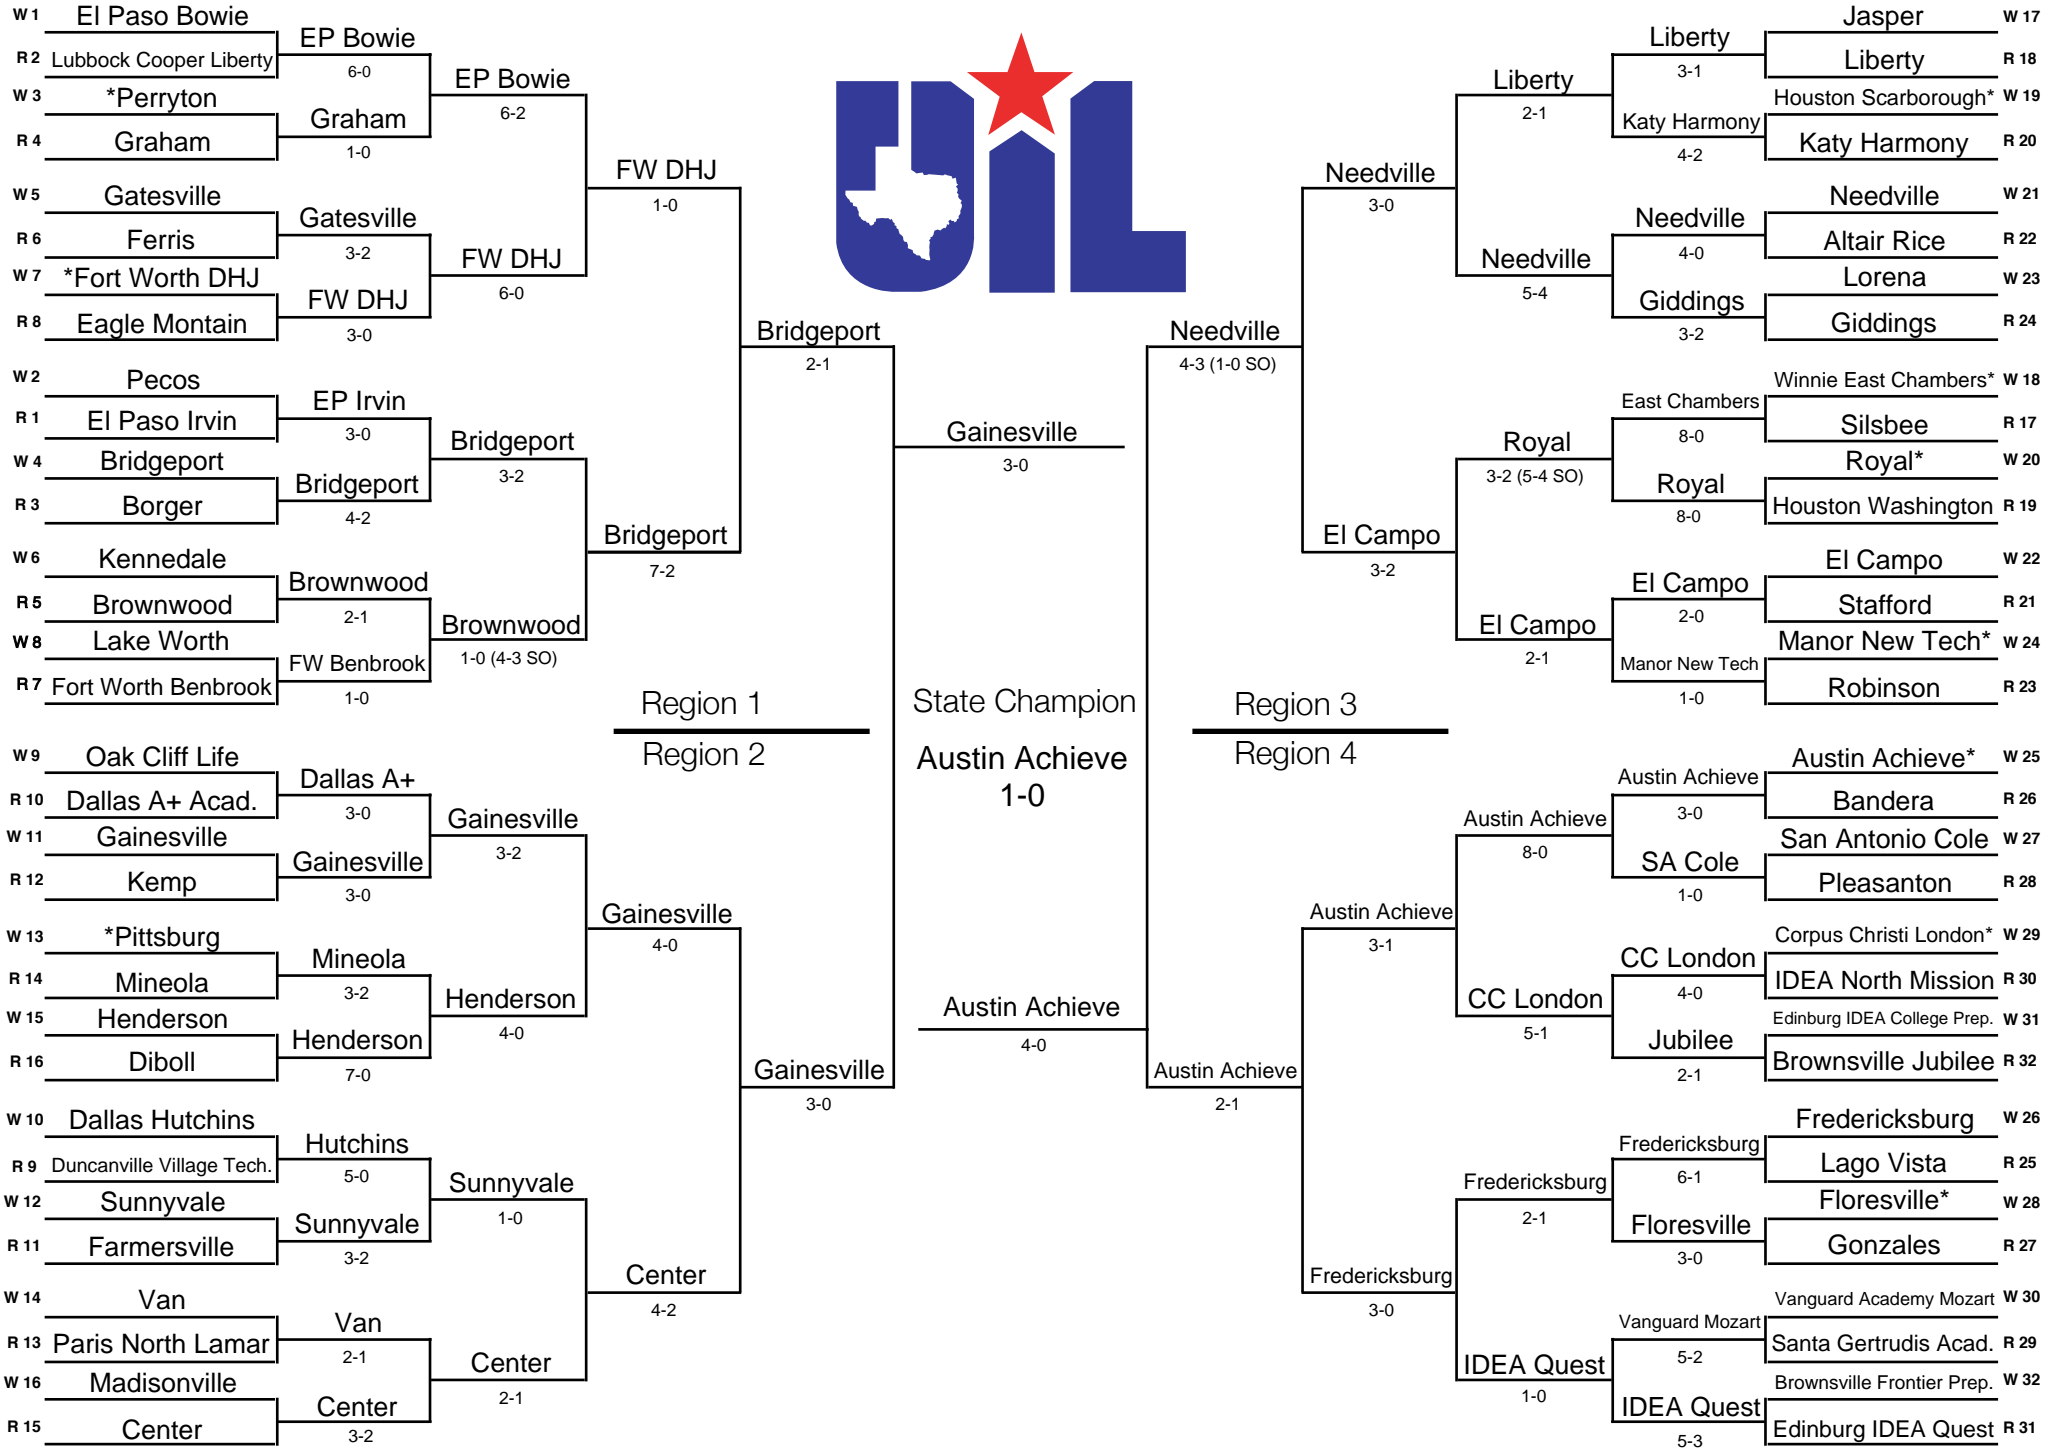 W 1 El Paso Bowie
EP Bowie
6-0
R 2 Lubbock Cooper Liberty
EP Bowie
6-2
W 3 *Perryton
Graham
1-0
R 4 Graham
FW DHJ
1-0
W 5 Gatesville
Gatesville
3-2
R 6 Ferris
FW DHJ
6-0
W 7 *Fort Worth DHJ
FW DHJ
3-0
R 8 Eagle Montain
Bridgeport
2-1
W 2 Pecos
EP Irvin
3-0
R 1 El Paso Irvin
Bridgeport
3-2
W 4 Bridgeport
Bridgeport
4-2
R 3 Borger
Bridgeport
7-2
W 6 Kennedale
Brownwood
2-1
R 5 Brownwood
Brownwood
1-0 (4-3 SO)
W 8 Lake Worth
FW Benbrook
1-0
R 7 Fort Worth Benbrook
Region 1
Region 2
W 9 Oak Cliff Life
Dallas A+
3-0
R 10 Dallas A+ Acad.
Gainesville
3-2
W 11 Gainesville
Gainesville
3-0
R 12 Kemp
Gainesville
4-0
W 13 *Pittsburg
Mineola
3-2
R 14 Mineola
Henderson
4-0
W 15 Henderson
Henderson
7-0
R 16 Diboll
Gainesville
3-0
W 10 Dallas Hutchins
Hutchins
5-0
R 9 Duncanville Village Tech.
Sunnyvale
1-0
W 12 Sunnyvale
Sunnyvale
3-2
R 11 Farmersville
Center
4-2
W 14 Van
Van
2-1
R 13 Paris North Lamar
Center
2-1
W 16 Madisonville
Center
3-2
R 15 Center
UIL
Gainesville
3-0
State Champion
Austin Achieve
1-0
Austin Achieve
4-0
Jasper W 17
Liberty
3-1
Liberty R 18
Liberty
2-1
Houston Scarborough* W 19
Katy Harmony
4-2
Katy Harmony R 20
Needville
3-0
Needville W 21
Needville
4-0
Altair Rice R 22
Needville
5-4
Lorena W 23
Giddings
3-2
Giddings R 24
Needville
4-3 (1-0 SO)
Winnie East Chambers* W 18
East Chambers
8-0
Silsbee R 17
Royal
3-2 (5-4 SO)
Royal* W 20
Royal
8-0
Houston Washington R 19
El Campo
3-2
El Campo W 22
El Campo
2-0
Stafford R 21
El Campo
2-1
Manor New Tech* W 24
Manor New Tech
1-0
Robinson R 23
Region 3
Region 4
Austin Achieve* W 25
Austin Achieve
3-0
Bandera R 26
Austin Achieve
8-0
San Antonio Cole W 27
SA Cole
1-0
Pleasanton R 28
Austin Achieve
3-1
Corpus Christi London* W 29
CC London
4-0
IDEA North Mission R 30
CC London
5-1
Edinburg IDEA College Prep. W 31
Jubilee
2-1
Brownsville Jubilee R 32
Austin Achieve
2-1
Fredericksburg W 26
Fredericksburg
6-1
Lago Vista R 25
Fredericksburg
2-1
Floresville* W 28
Floresville
3-0
Gonzales R 27
Fredericksburg
3-0
Vanguard Academy Mozart W 30
Vanguard Mozart
5-2
Santa Gertrudis Acad. R 29
IDEA Quest
1-0
Brownsville Frontier Prep. W 32
IDEA Quest
5-3
Edinburg IDEA Quest R 31